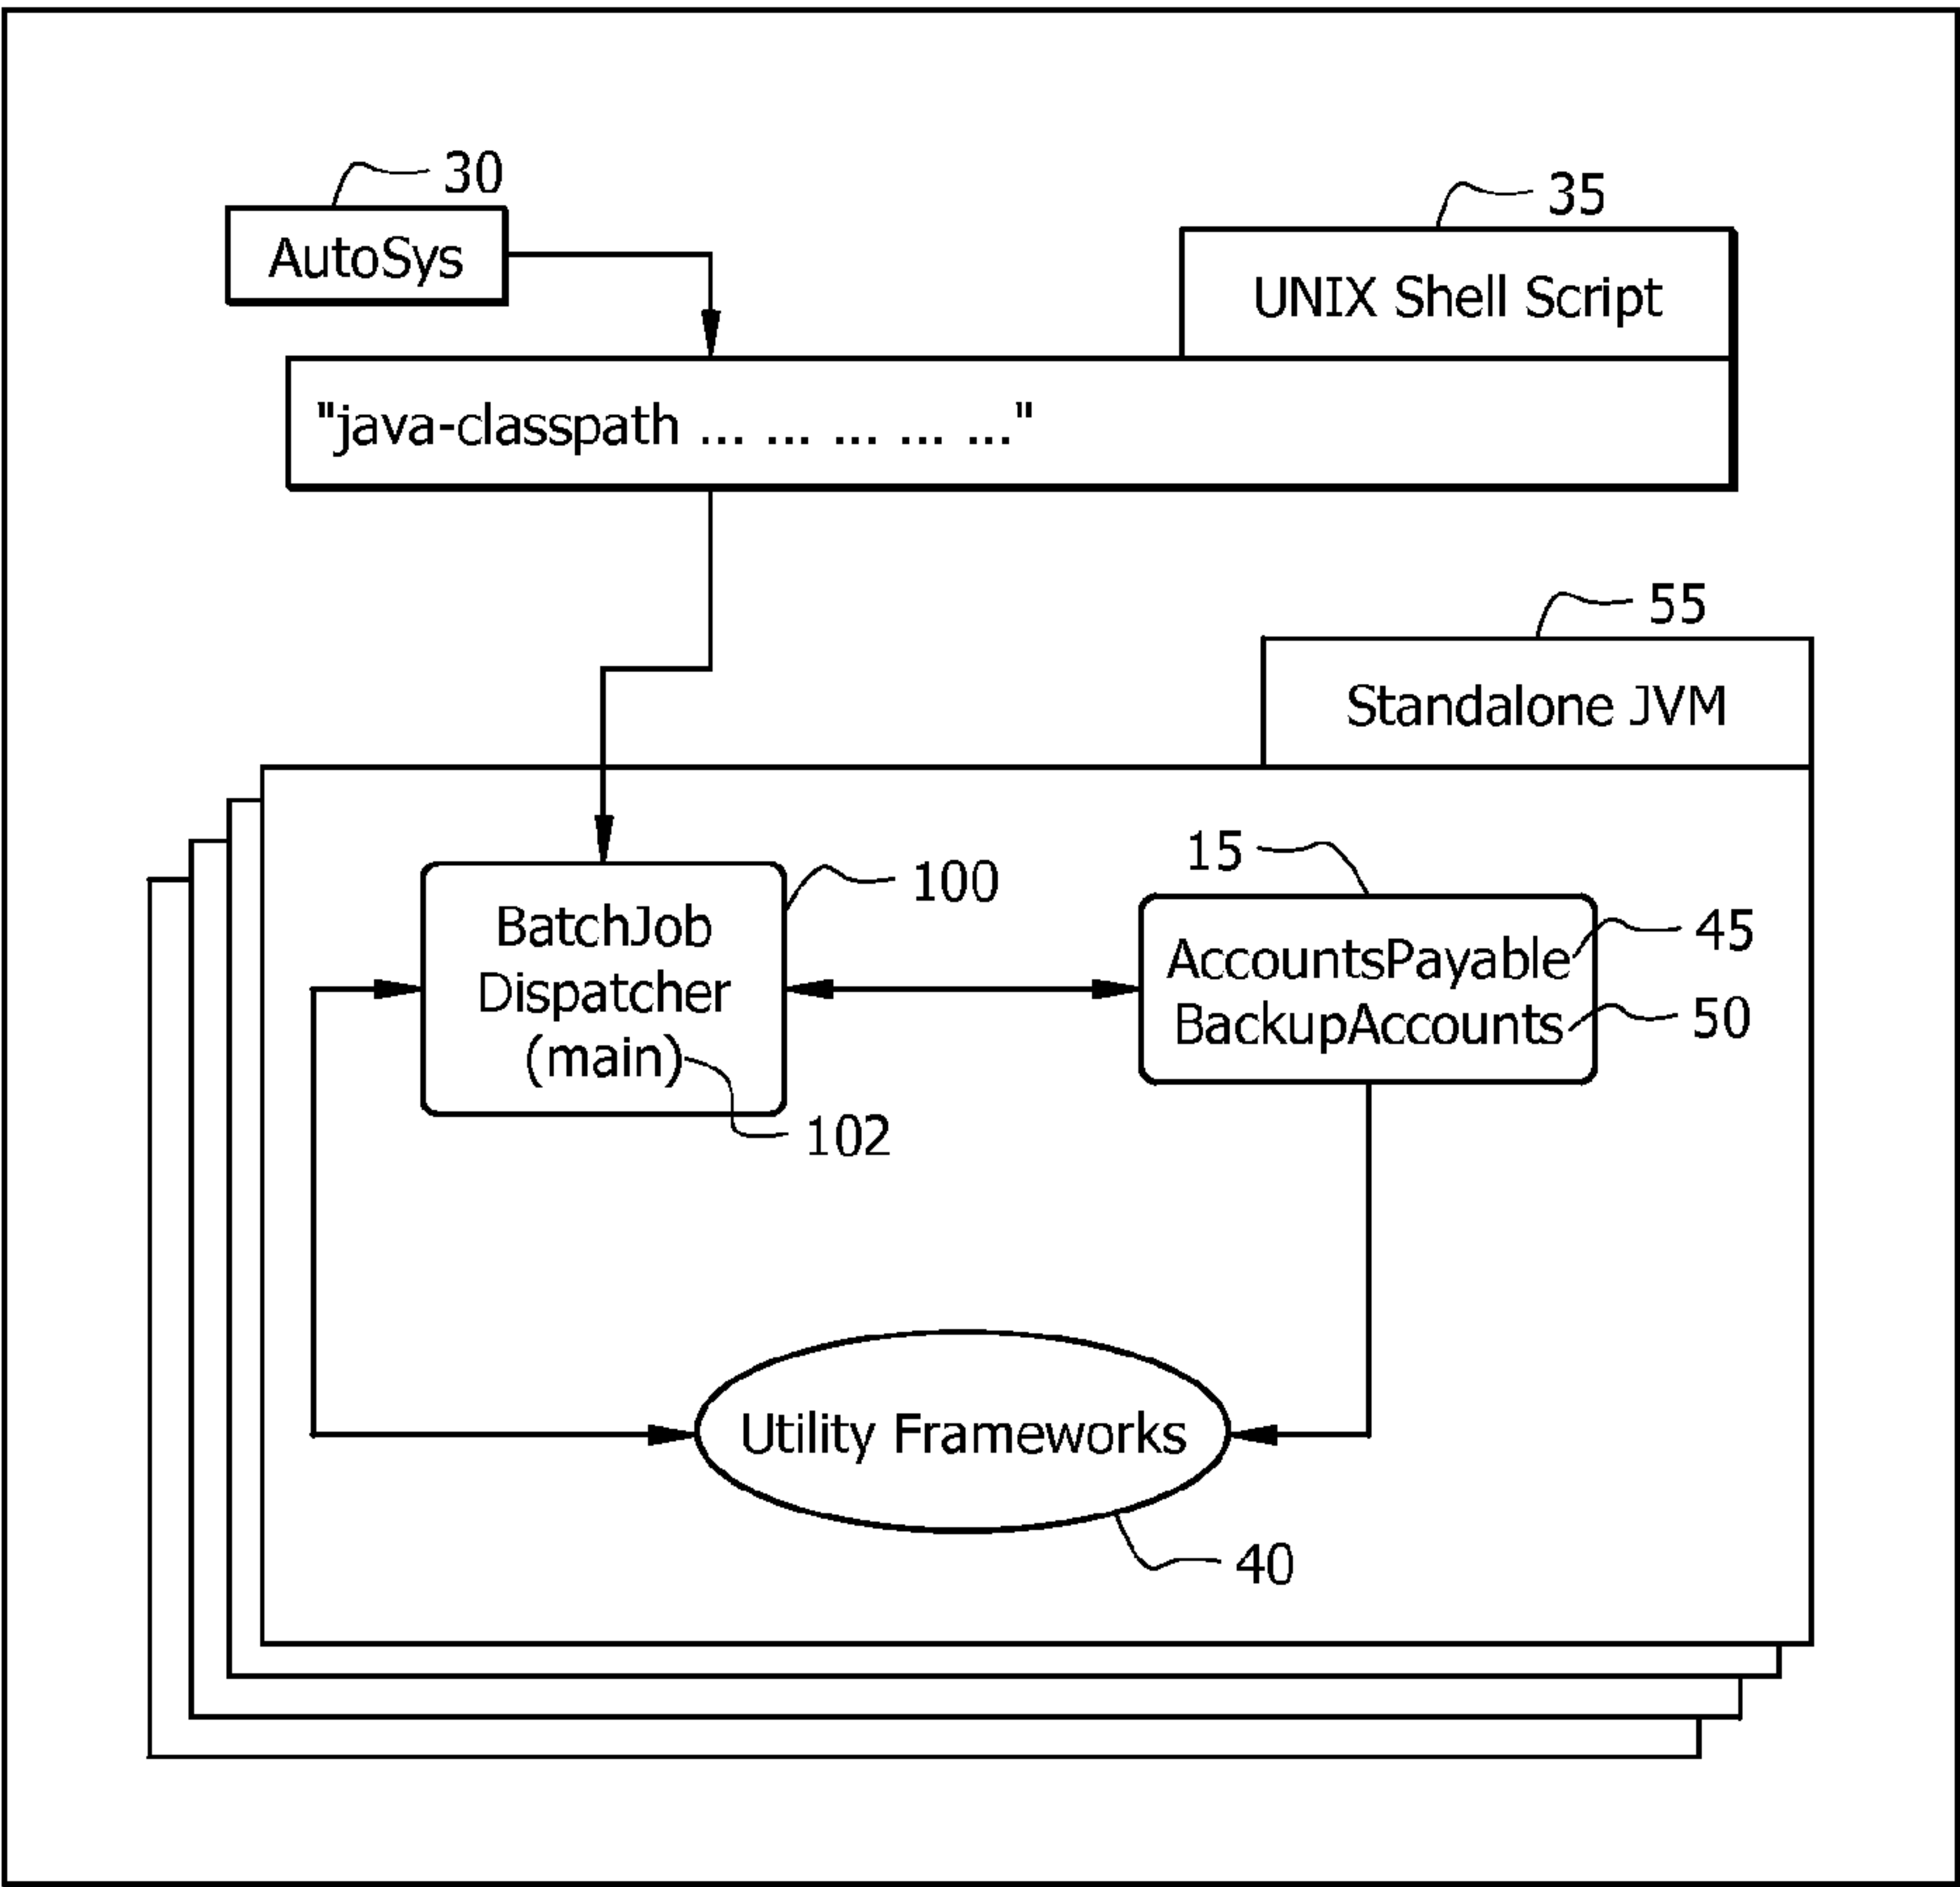 30
AutoSys
35
UNIX Shell Script
"java-classpath ... ... ... ... ..."
55
Standalone JVM
100
BatchJob
Dispatcher
(main)
102
15
AccountsPayable
45
BackupAccounts
50
Utility Frameworks
40